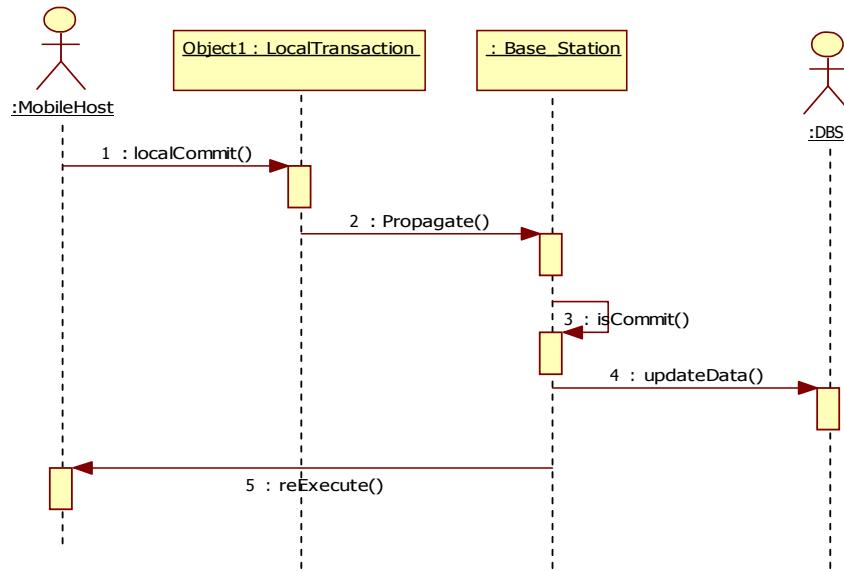 Object1 : LocalTransaction
: Base_Station
:MobileHost
:DBS
1 : localCommit()
2 : Propagate()
3 : isCommit()
4 : updateData()
5 : reExecute()